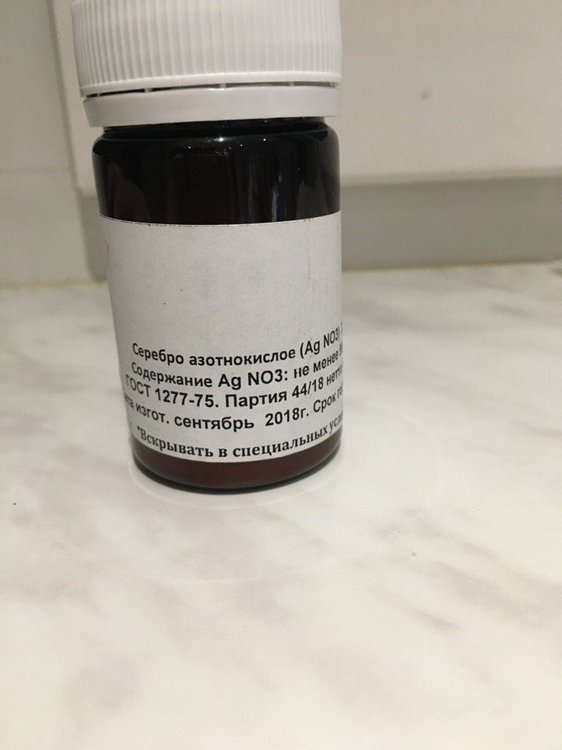 Серебро азотнокислое (Ag NO3)
Содержание Ag NO3: не менее
ГОСТ 1277-75. Партия 44/18 нетто
изгот. сентябрь 2018г. Срок
*Вскрывать в специальных